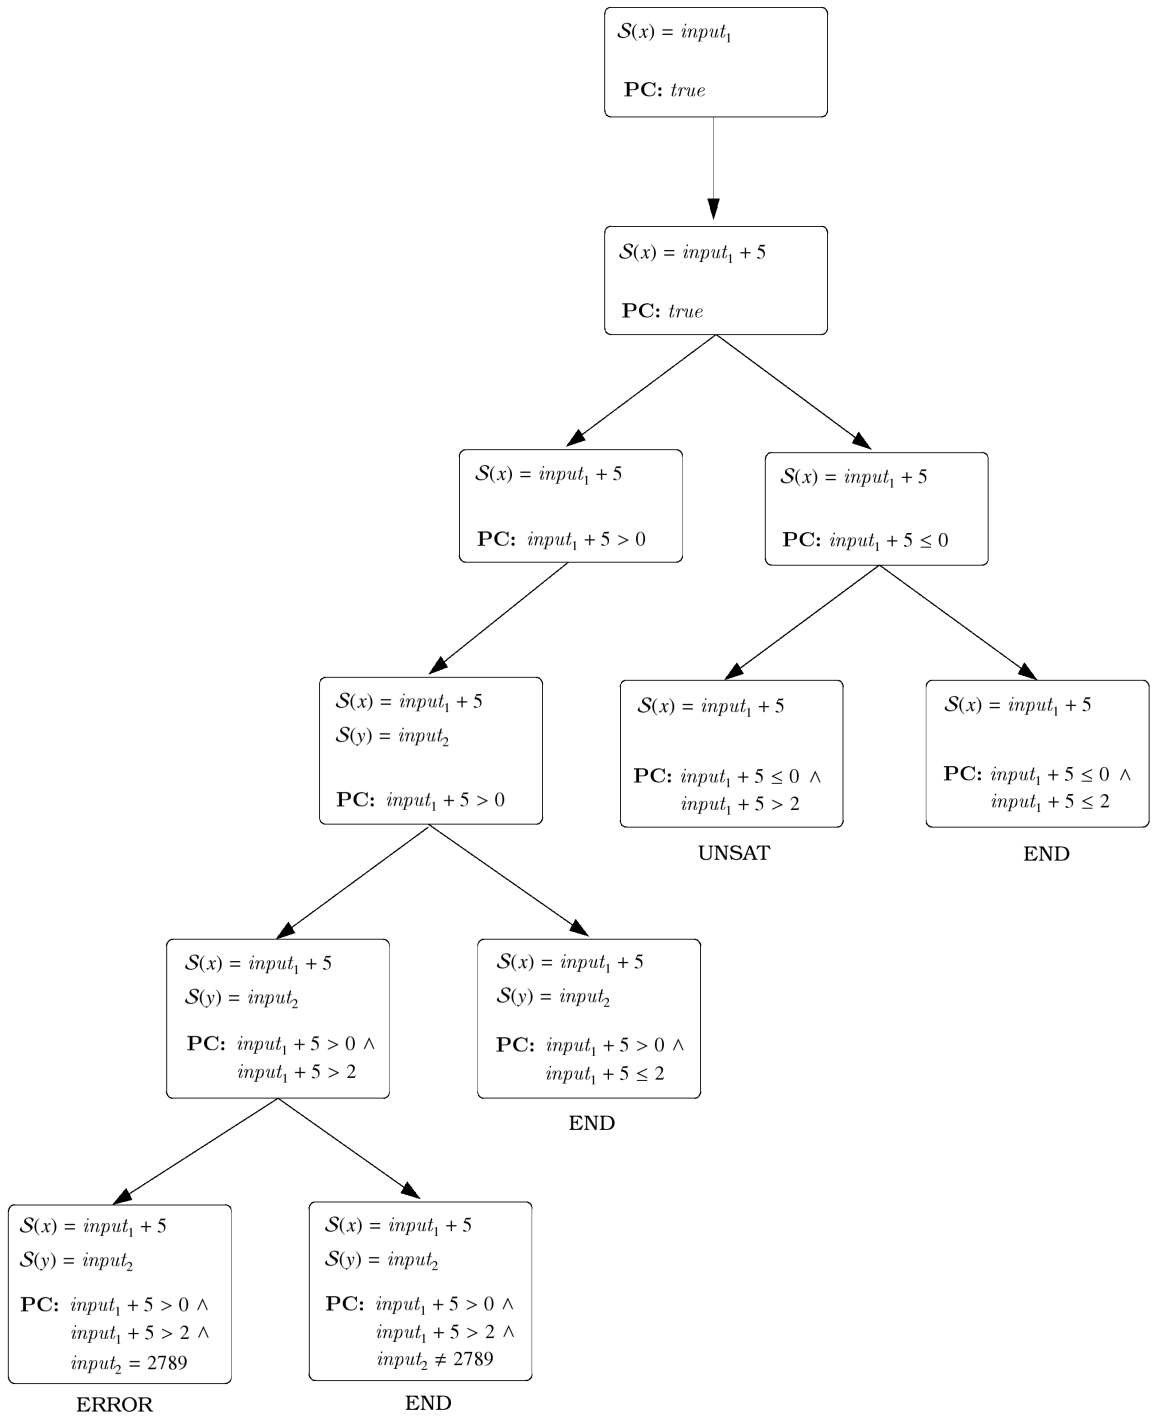 𝒮(x) = input₁
PC: true
𝒮(x) = input₁ + 5
PC: true
𝒮(x) = input₁ + 5
PC: input₁ + 5 > 0
𝒮(x) = input₁ + 5
PC: input₁ + 5 ≤ 0
𝒮(x) = input₁ + 5
𝒮(y) = input₂
PC: input₁ + 5 > 0
𝒮(x) = input₁ + 5
PC: input₁ + 5 ≤ 0 ∧
input₁ + 5 > 2
UNSAT
𝒮(x) = input₁ + 5
PC: input₁ + 5 ≤ 0 ∧
input₁ + 5 ≤ 2
END
𝒮(x) = input₁ + 5
𝒮(y) = input₂
PC: input₁ + 5 > 0 ∧
input₁ + 5 > 2
𝒮(x) = input₁ + 5
𝒮(y) = input₂
PC: input₁ + 5 > 0 ∧
input₁ + 5 ≤ 2
END
𝒮(x) = input₁ + 5
𝒮(y) = input₂
PC: input₁ + 5 > 0 ∧
input₁ + 5 > 2 ∧
input₂ = 2789
ERROR
𝒮(x) = input₁ + 5
𝒮(y) = input₂
PC: input₁ + 5 > 0 ∧
input₁ + 5 > 2 ∧
input₂ ≠ 2789
END